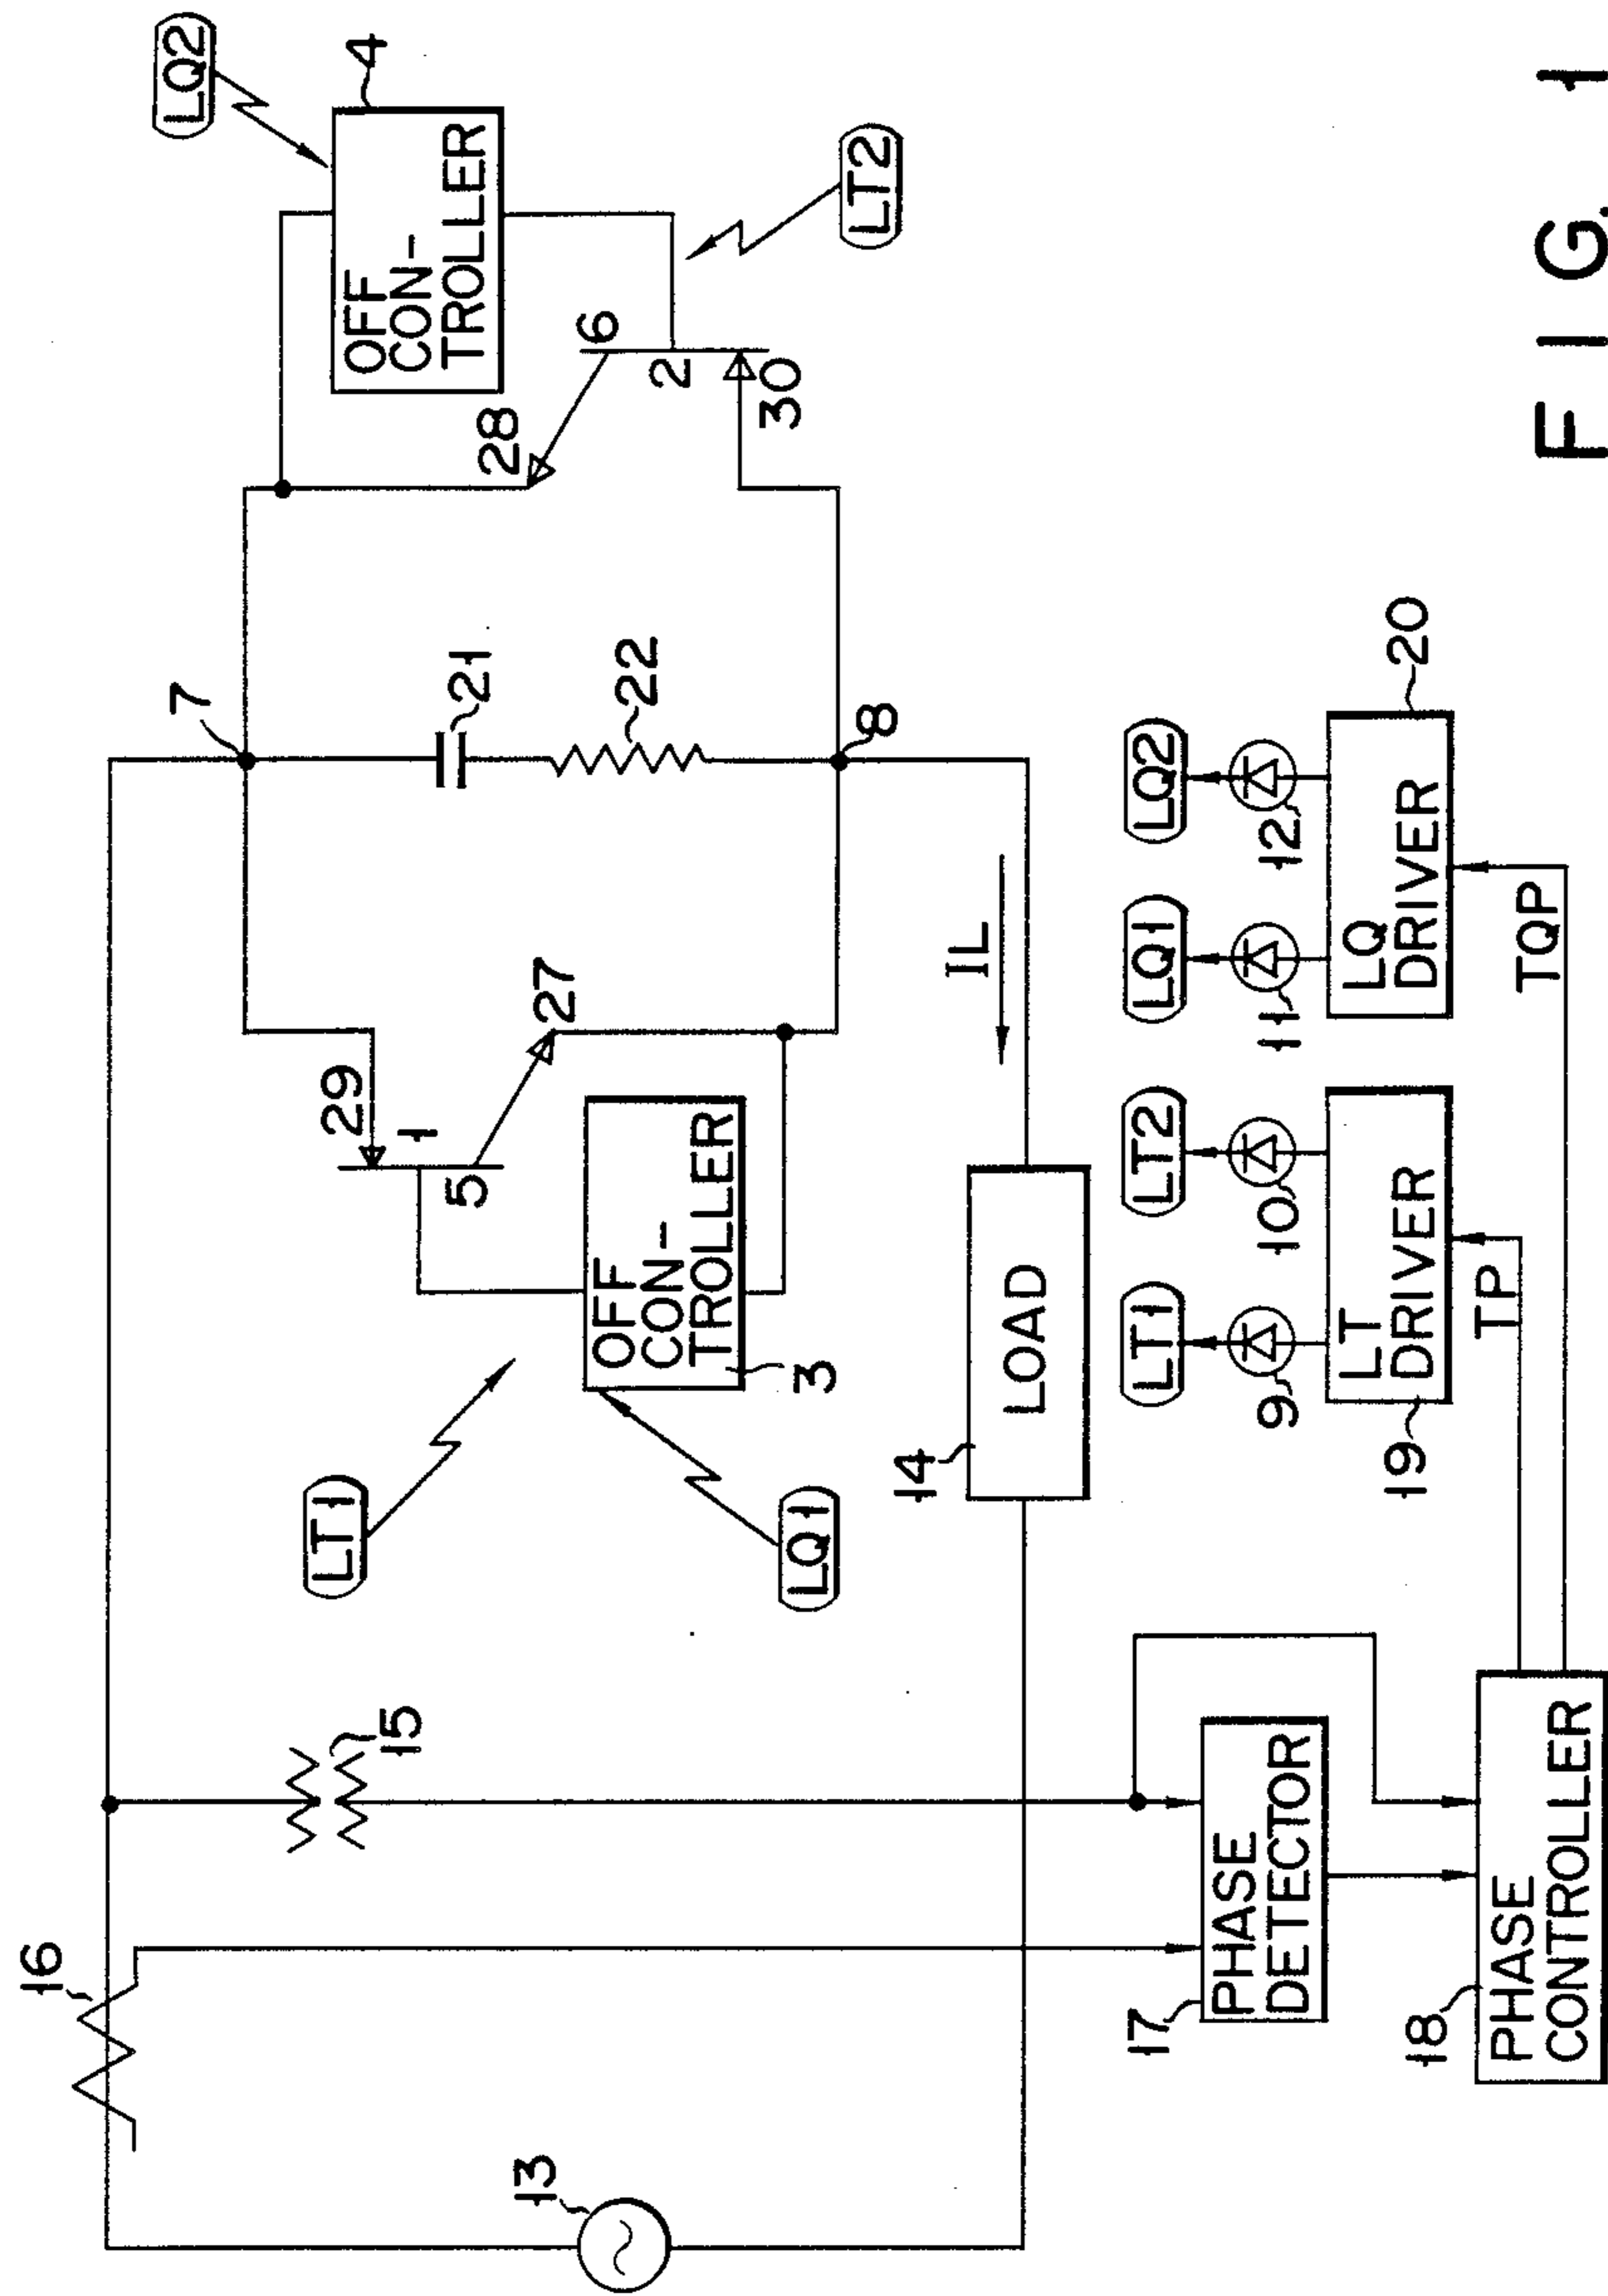 16
15
13
7
29
1
5
27
OFF
CON-
TROLLER
3
LT1
LQ1
21
22
8
28
6
2
30
OFF
CON-
TROLLER
4
LQ2
LT2
IL
14
LOAD
17
PHASE
DETECTOR
18
PHASE
CONTROLLER
LT1
LT2
LQ1
LQ2
9
10
11
12
19
LT
DRIVER
LQ
DRIVER
20
TP
TQP
FIG. 1